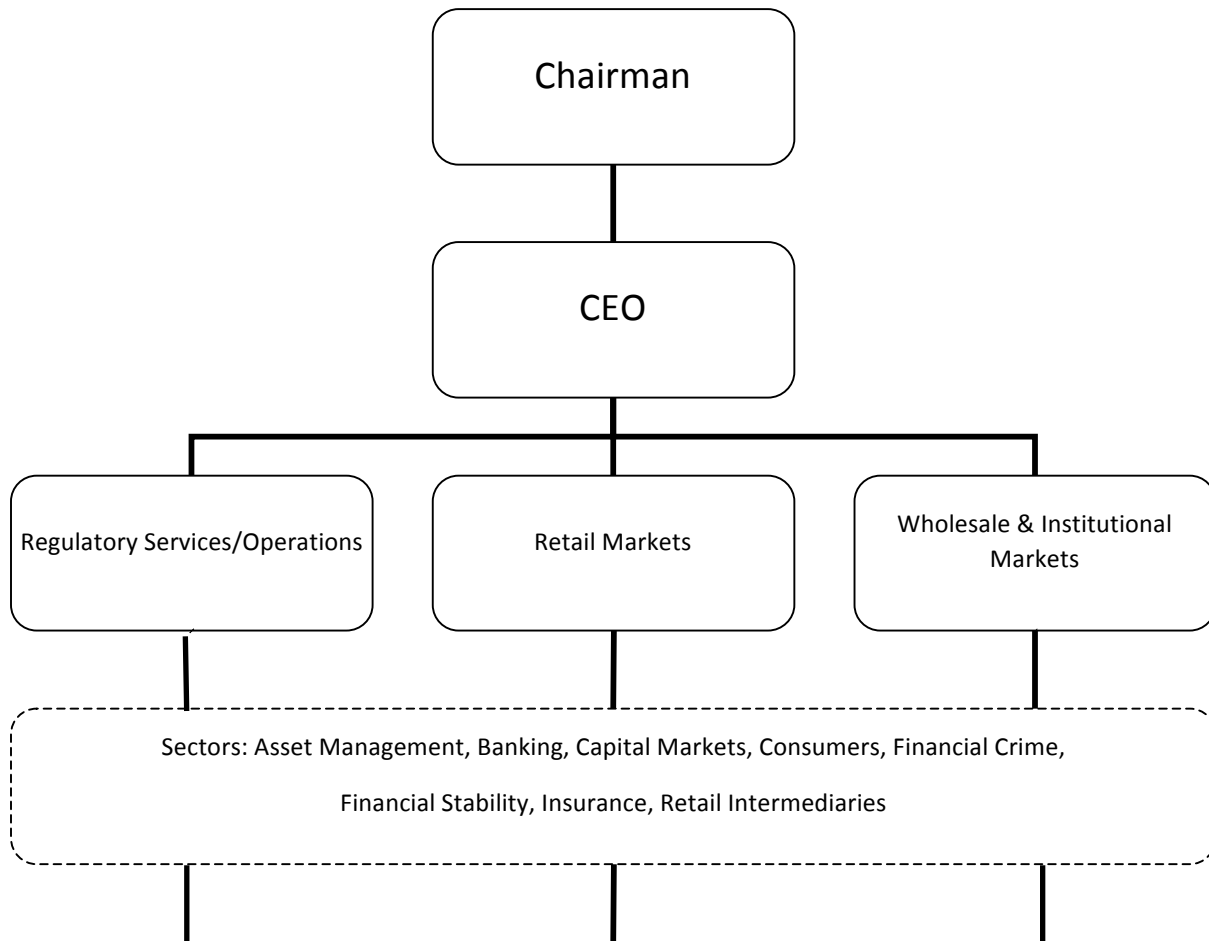 Chairman
CEO
Regulatory Services/Operations
Retail Markets
Wholesale & Institutional
Markets
Sectors: Asset Management, Banking, Capital Markets, Consumers, Financial Crime,
Financial Stability, Insurance, Retail Intermediaries